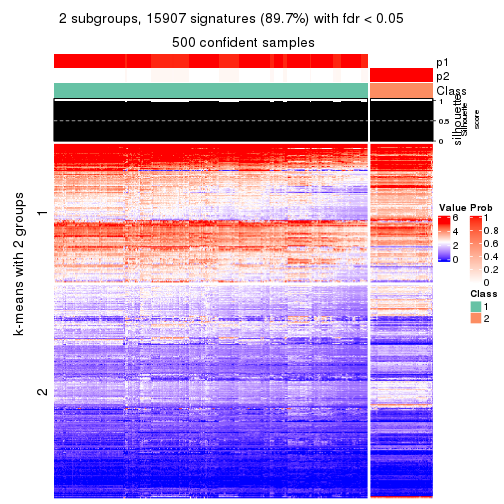 2 subgroups, 15907 signatures (89.7%) with fdr < 0.05
500 confident samples
p1
p2
Class
1
0.5
0
silhouette
Silhouette
score
k-means with 2 groups
1
2
Value
6
4
2
0
Prob
1
0.8
0.6
0.4
0.2
0
Class
1
2